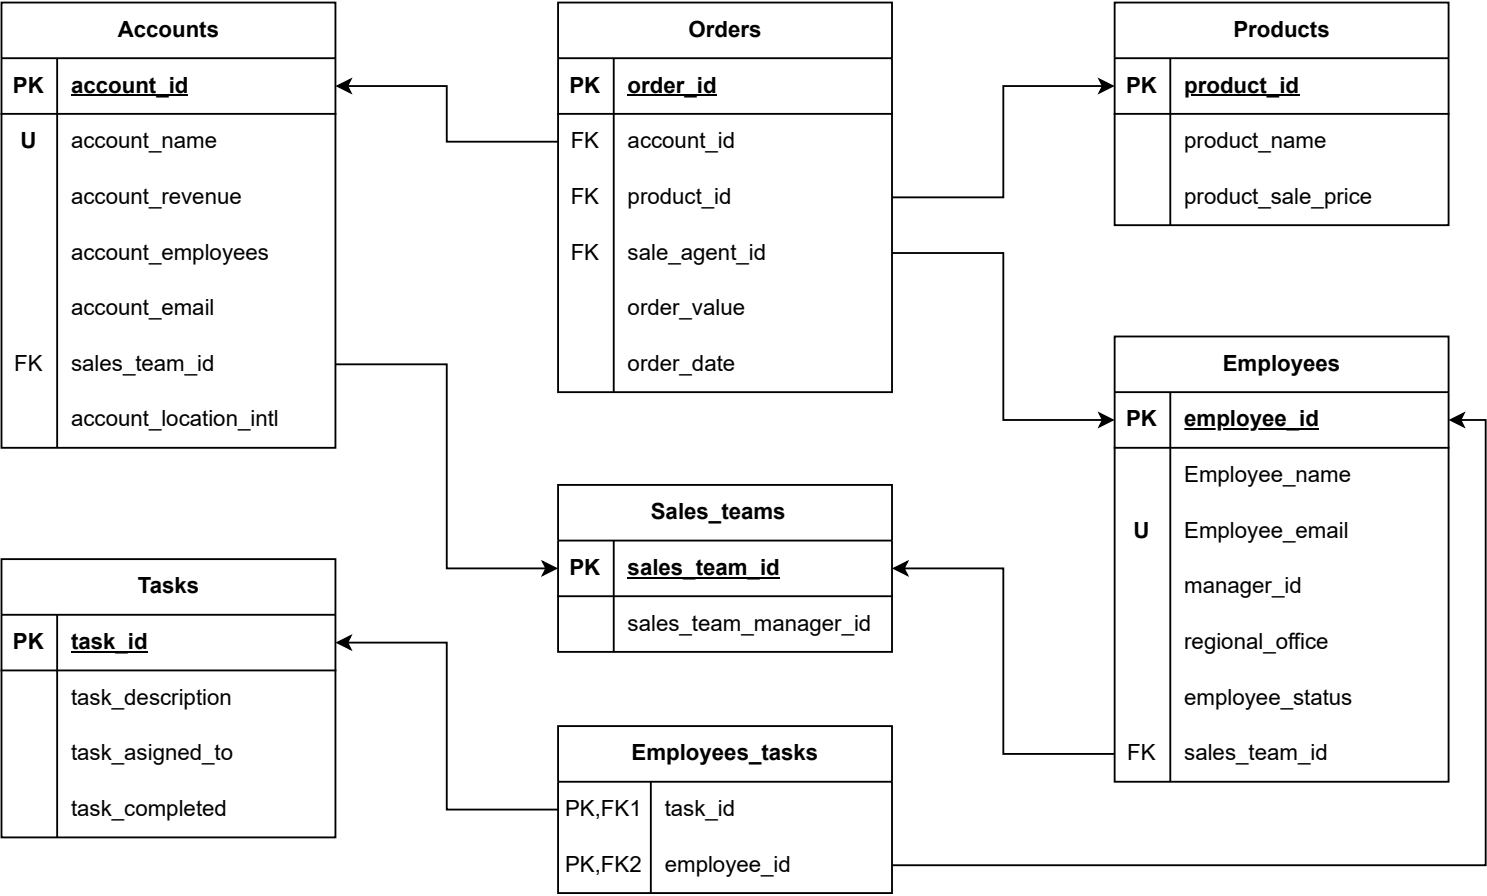 Accounts
PK account_id
U account_name
account_revenue
account_employees
account_email
FK sales_team_id
account_location_intl
Orders
PK order_id
FK account_id
FK product_id
FK sale_agent_id
order_value
order_date
Products
PK product_id
product_name
product_sale_price
Employees
PK employee_id
Employee_name
U Employee_email
manager_id
regional_office
employee_status
FK sales_team_id
Sales_teams
PK sales_team_id
sales_team_manager_id
Tasks
PK task_id
task_description
task_asigned_to
task_completed
Employees_tasks
PK,FK1 task_id
PK,FK2 employee_id